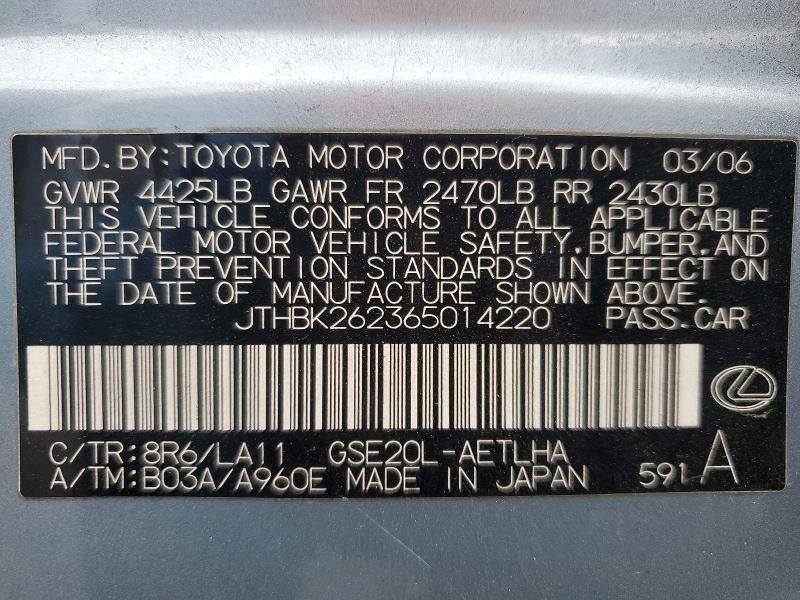 MFD. BY: TOYOTA MOTOR CORPORATION 03/06
GVWR 4425LB GAWR FR 2470LB RR 2430LB
THIS VEHICLE CONFORMS TO ALL APPLICABLE
FEDERAL MOTOR VEHICLE SAFETY, BUMPER, AND
THEFT PREVENTION STANDARDS IN EFFECT ON
THE DATE OF MANUFACTURE SHOWN ABOVE.
JTHBK262365014220 PASS. CAR
C/TR: 8R6/LA11 GSE20L-AETLHA
A/TM: B03A/A960E MADE IN JAPAN 591 A